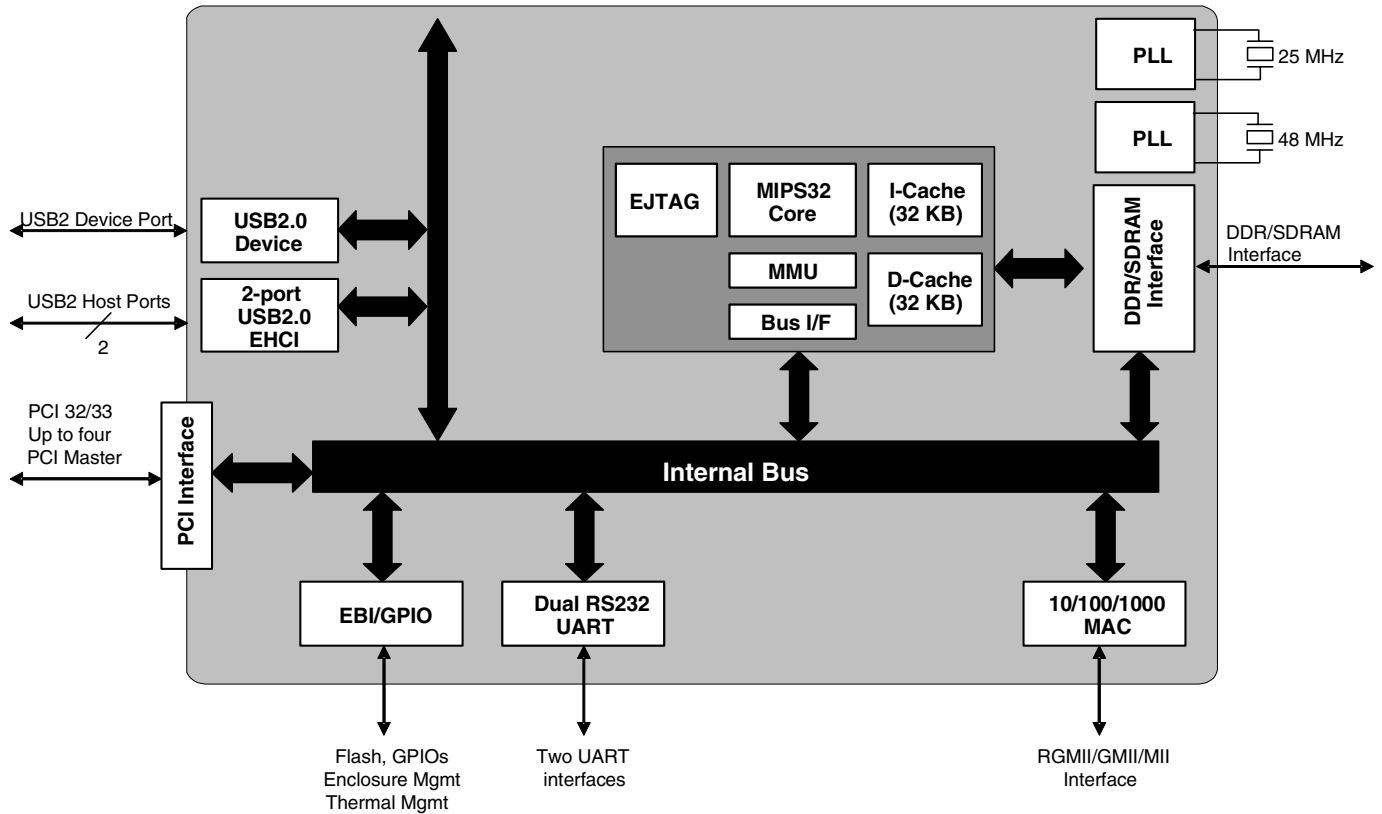 PLL
25 MHz
PLL
48 MHz
EJTAG
MIPS32
Core
I-Cache
(32 KB)
MMU
D-Cache
(32 KB)
Bus I/F
DDR/SDRAM
Interface
DDR/SDRAM
Interface
USB2 Device Port
USB2.0
Device
USB2 Host Ports
2
2-port
USB2.0
EHCI
PCI 32/33
Up to four
PCI Master
PCI Interface
Internal Bus
EBI/GPIO
Dual RS232
UART
10/100/1000
MAC
Flash, GPIOs
Enclosure Mgmt
Thermal Mgmt
Two UART
interfaces
RGMII/GMII/MII
Interface